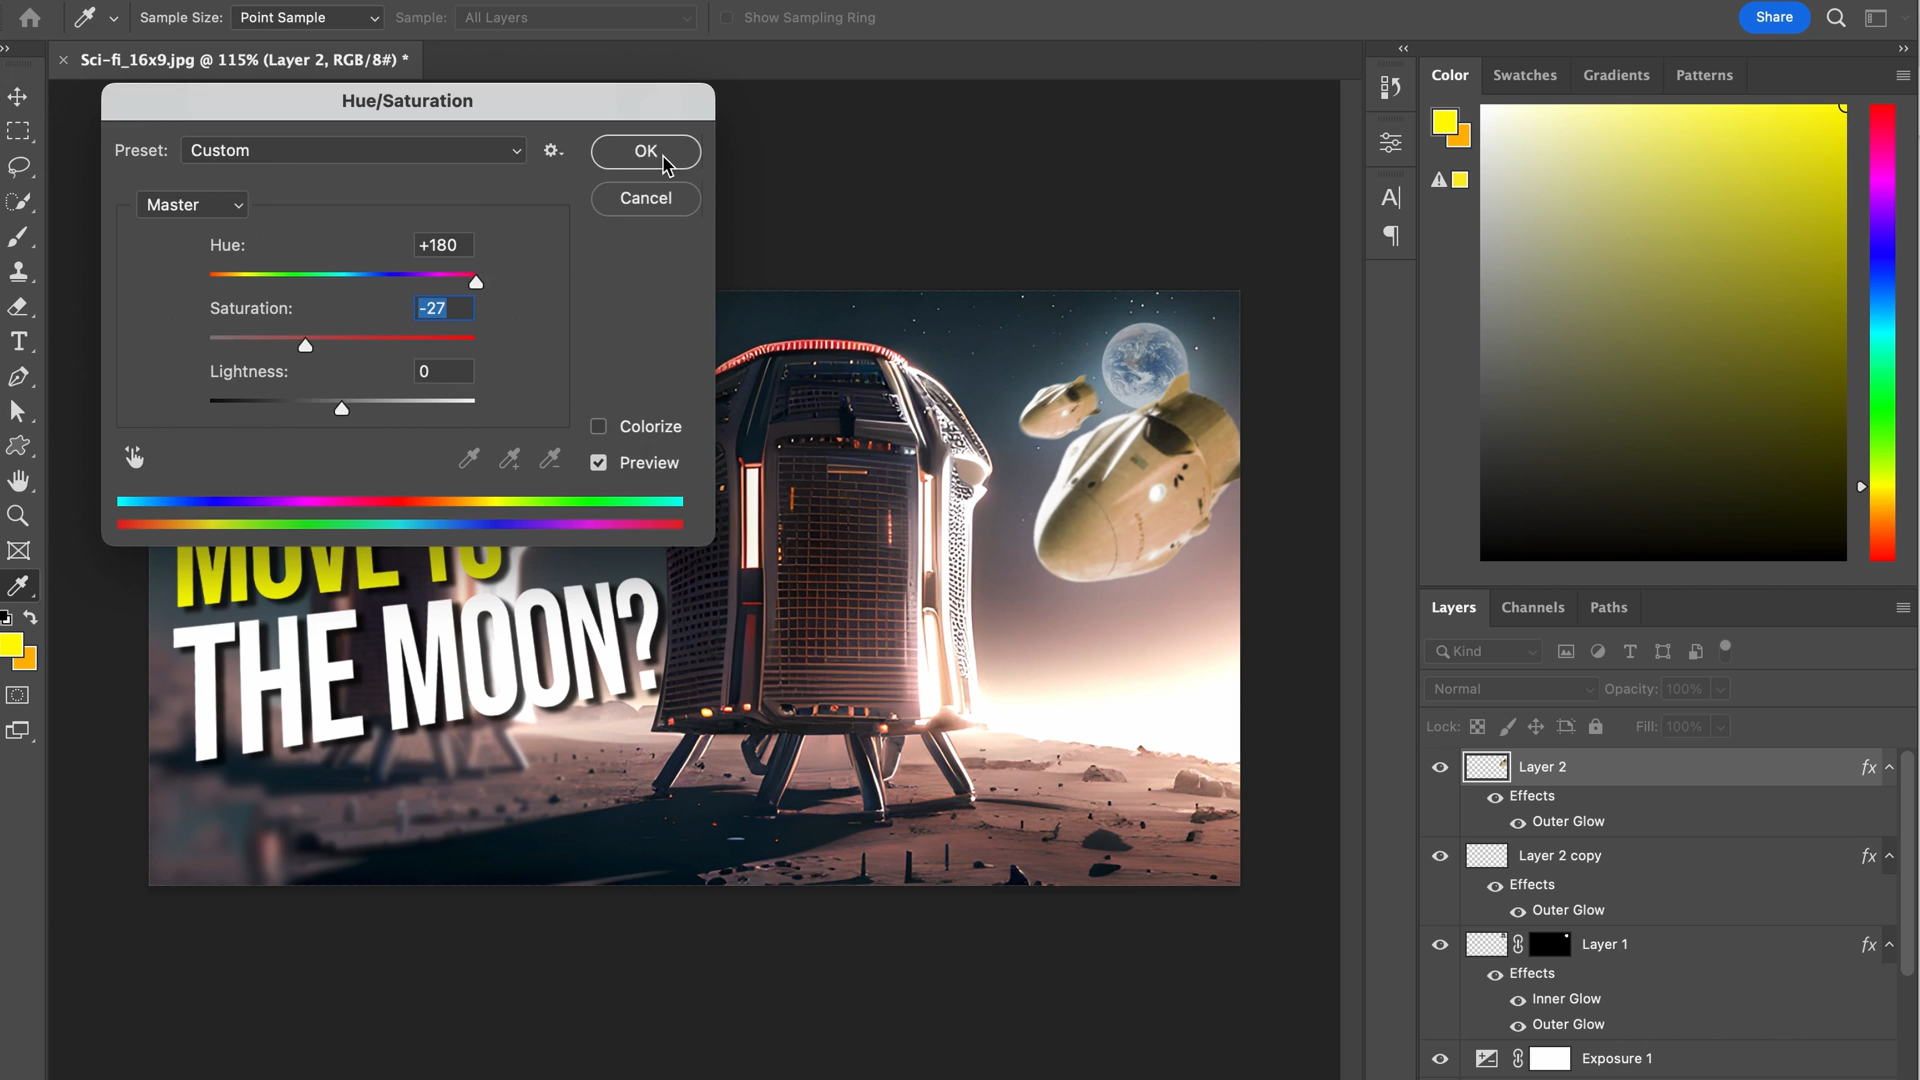 Sample Size: Point Sample Sample: All Layers Show Sampling Ring Share
Sci-fi_16x9.jpg @ 115% (Layer 2, RGB/8#) *
Hue/Saturation
Preset: Custom
OK
Cancel
Master
Hue: +180
Saturation: -27
Lightness: 0
Colorize
Preview
MOVE TO
THE MOON?
Color Swatches Gradients Patterns
Layers Channels Paths
Kind
Normal Opacity: 100%
Lock: Fill: 100%
Layer 2 fx
Effects
Outer Glow
Layer 2 copy fx
Effects
Outer Glow
Layer 1 fx
Effects
Inner Glow
Outer Glow
Exposure 1